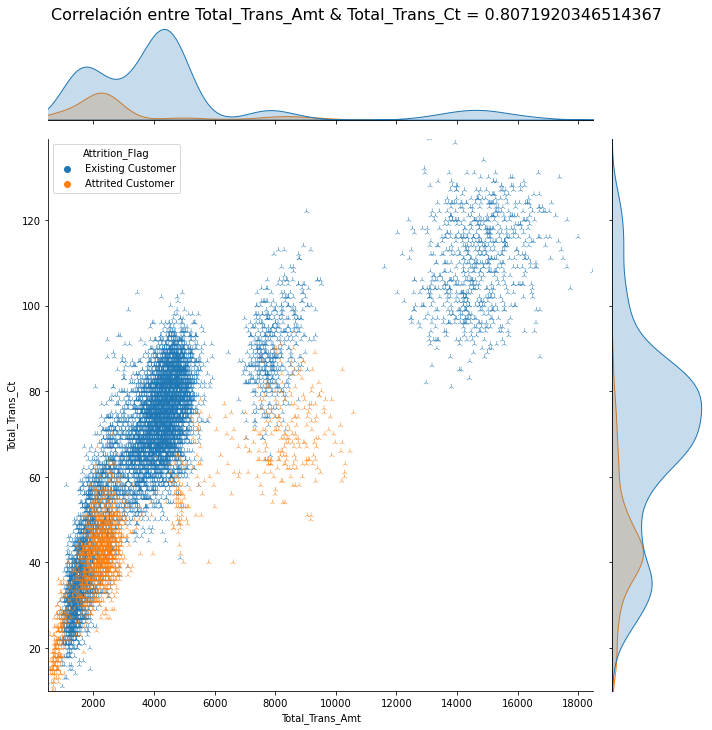 Correlación entre Total_Trans_Amt & Total_Trans_Ct = 0.8071920346514367
Attrition_Flag
Existing Customer
Attrited Customer
120
100
80
60
40
20
Total_Trans_Ct
2000 4000 6000 8000 10000 12000 14000 16000 18000
Total_Trans_Amt